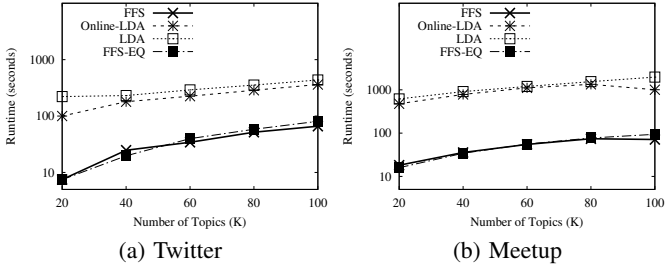 FFS
Online-LDA
LDA
FFS-EQ
1000
100
10
20 40 60 80 100
Runtime (seconds)
Number of Topics (K)
(a) Twitter
FFS
Online-LDA
LDA
FFS-EQ
1000
100
10
20 40 60 80 100
Runtime (seconds)
Number of Topics (K)
(b) Meetup